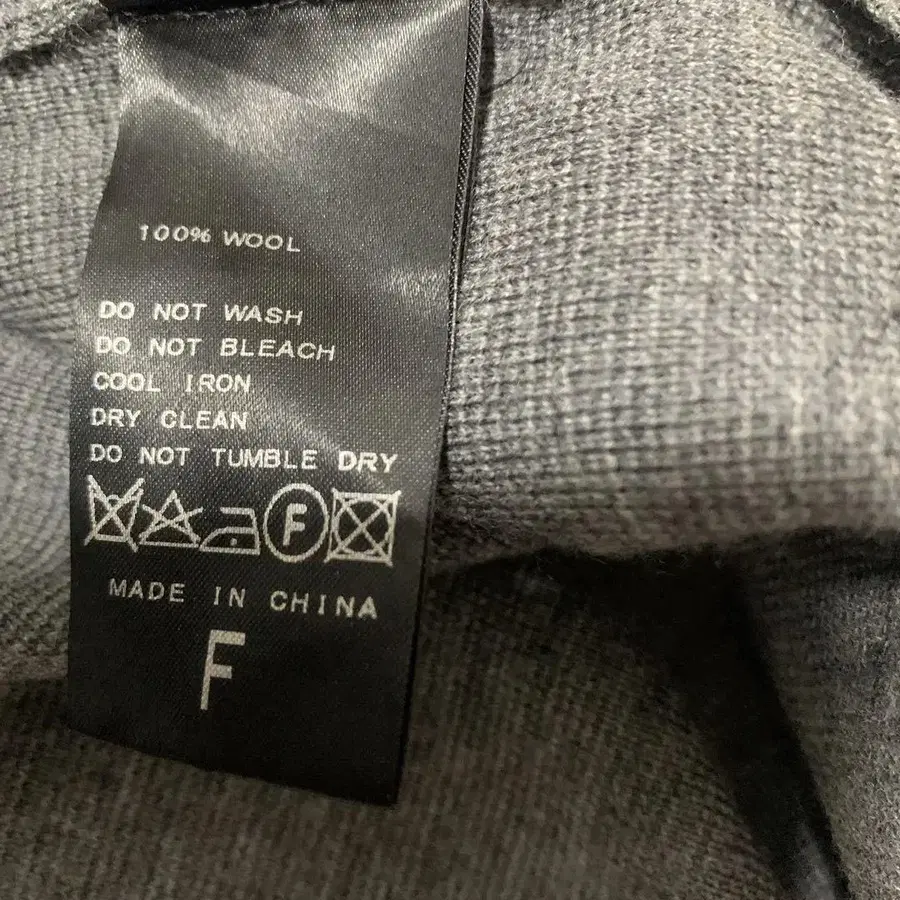 100% WOOL
DO NOT WASH
DO NOT BLEACH
COOL IRON
DRY CLEAN
DO NOT TUMBLE DRY
F
MADE IN CHINA
F